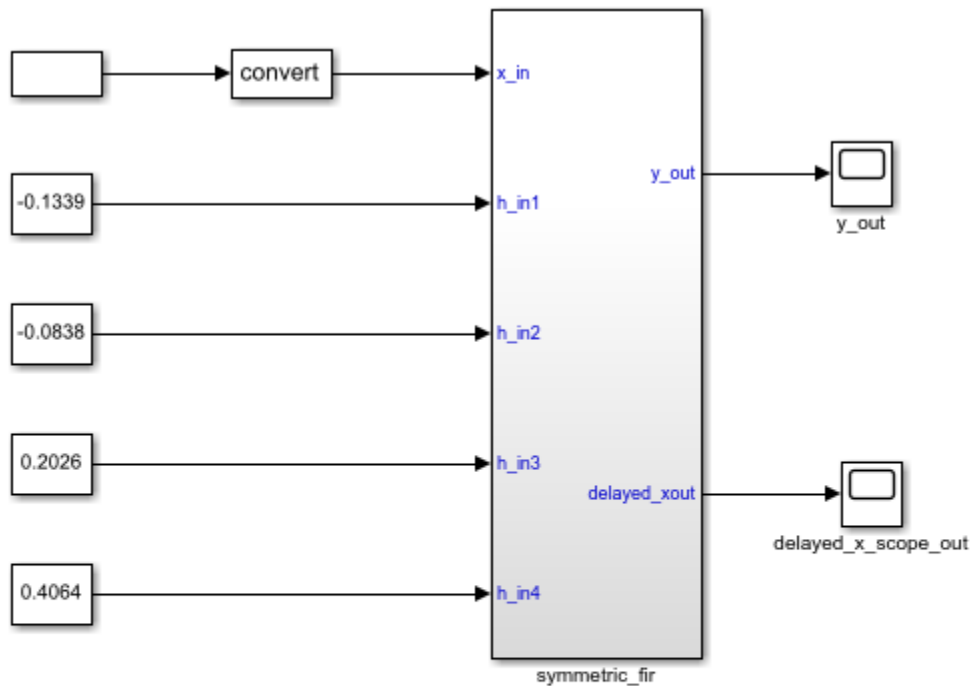 convert
x_in
-0.1339
h_in1
y_out
y_out
-0.0838
h_in2
0.2026
h_in3
delayed_xout
delayed_x_scope_out
0.4064
h_in4
symmetric_fir